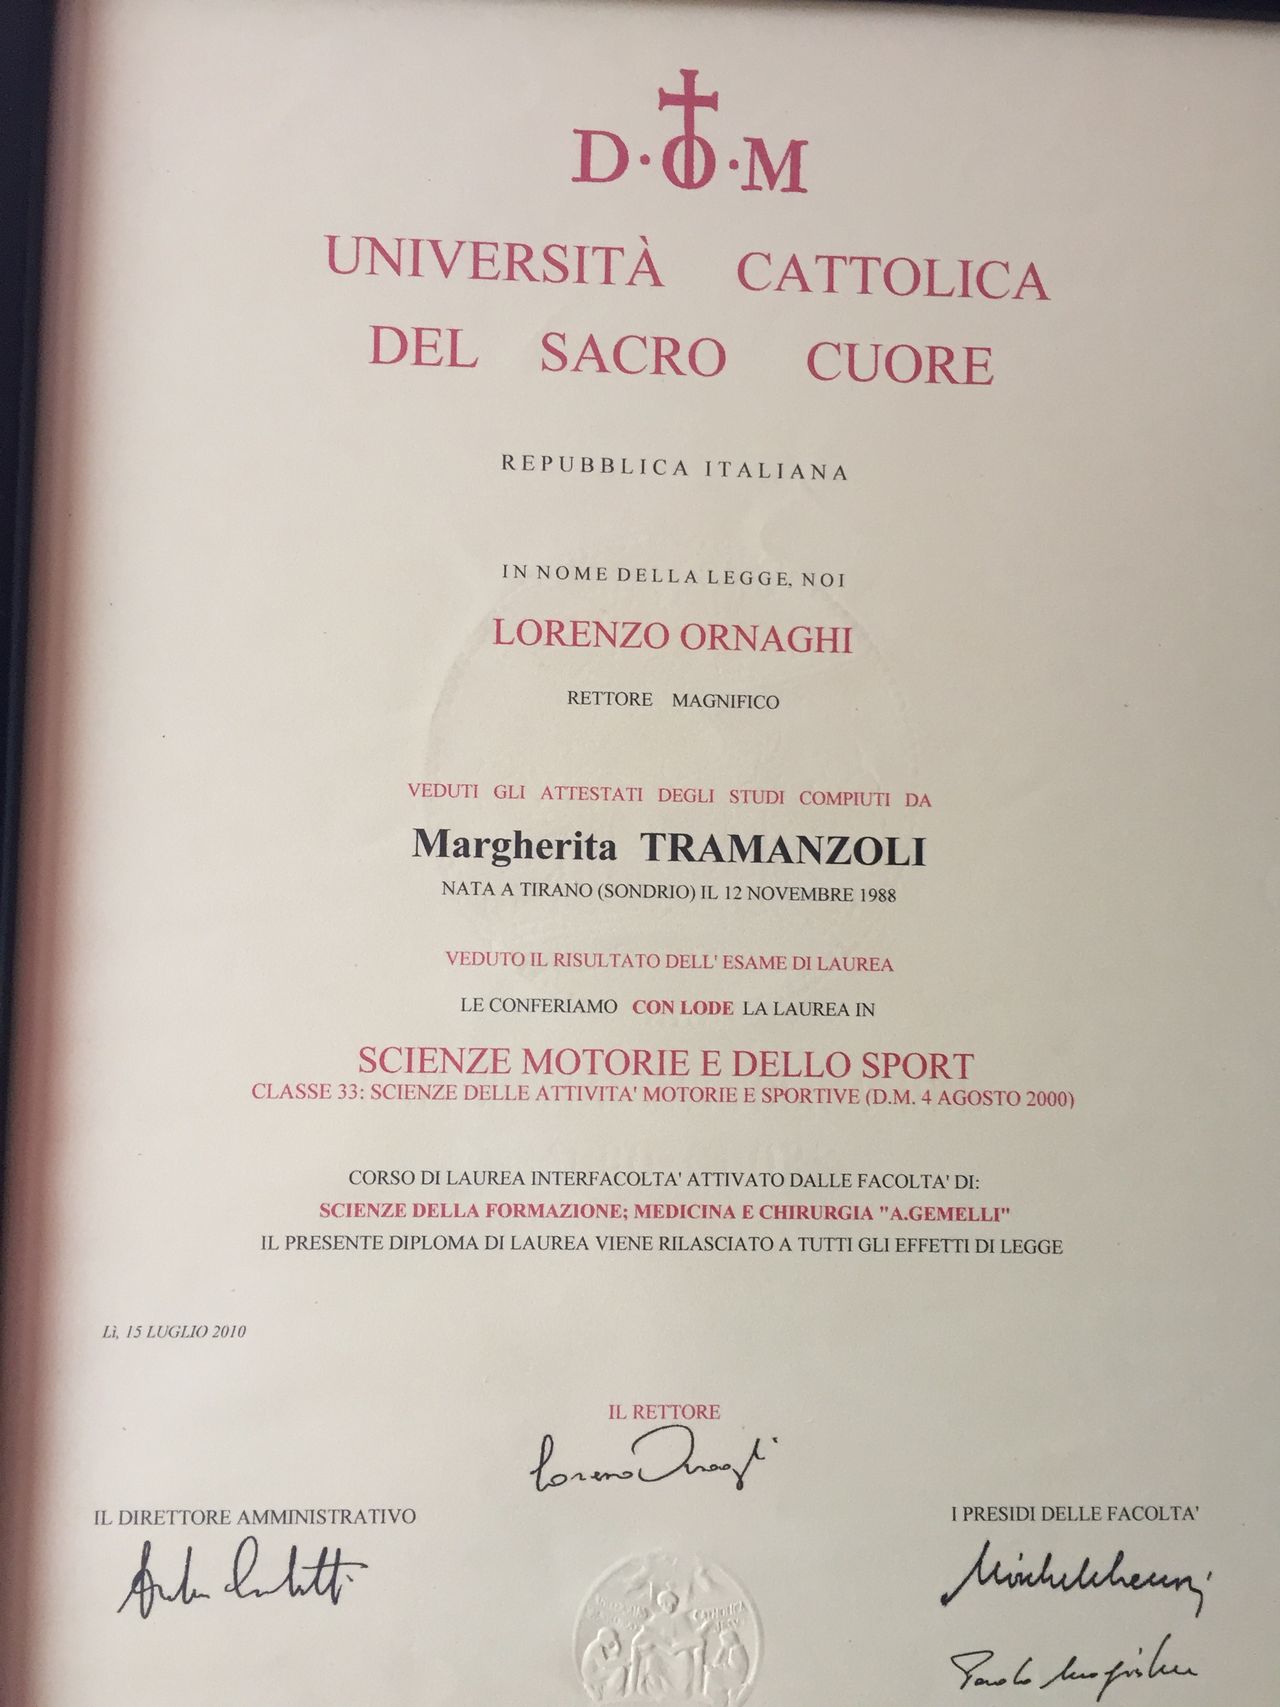 D·O·M
UNIVERSITÀ CATTOLICA
DEL SACRO CUORE
REPUBBLICA ITALIANA
IN NOME DELLA LEGGE, NOI
LORENZO ORNAGHI
RETTORE MAGNIFICO
VEDUTI GLI ATTESTATI DEGLI STUDI COMPIUTI DA
Margherita TRAMANZOLI
NATA A TIRANO (SONDRIO) IL 12 NOVEMBRE 1988
VEDUTO IL RISULTATO DELL' ESAME DI LAUREA
LE CONFERIAMO CON LODE LA LAUREA IN
SCIENZE MOTORIE E DELLO SPORT
CLASSE 33: SCIENZE DELLE ATTIVITA' MOTORIE E SPORTIVE (D.M. 4 AGOSTO 2000)
CORSO DI LAUREA INTERFACOLTA' ATTIVATO DALLE FACOLTA' DI:
SCIENZE DELLA FORMAZIONE; MEDICINA E CHIRURGIA "A.GEMELLI"
IL PRESENTE DIPLOMA DI LAUREA VIENE RILASCIATO A TUTTI GLI EFFETTI DI LEGGE
Lì, 15 LUGLIO 2010
IL RETTORE
Lorenzo Ornaghi
IL DIRETTORE AMMINISTRATIVO
I PRESIDI DELLE FACOLTA'